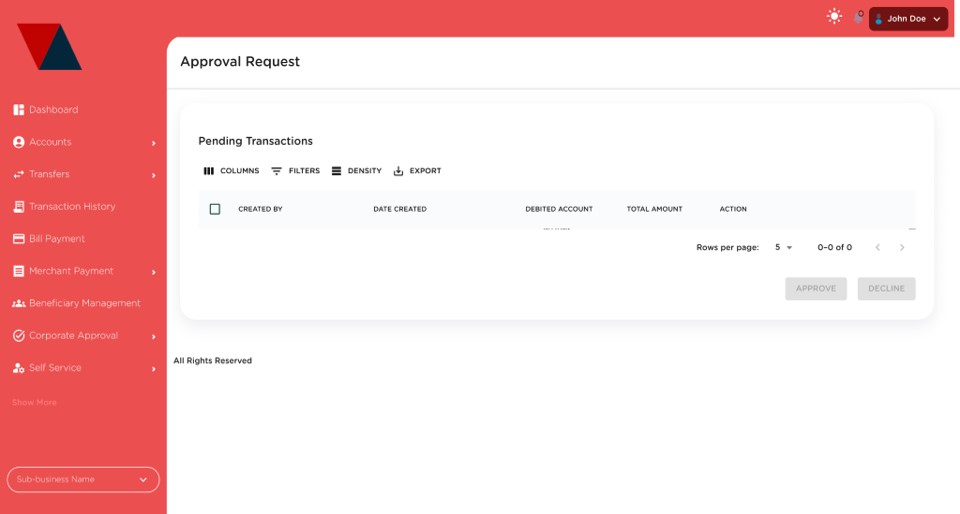 John Doe
Approval Request
Dashboard
Accounts
Transfers
Transaction History
Bill Payment
Merchant Payment
Beneficiary Management
Corporate Approval
Self Service
Show More
Sub-business Name
Pending Transactions
COLUMNS FILTERS DENSITY EXPORT
CREATED BY DATE CREATED DEBITED ACCOUNT TOTAL AMOUNT ACTION
Rows per page: 5 0–0 of 0
APPROVE DECLINE
All Rights Reserved